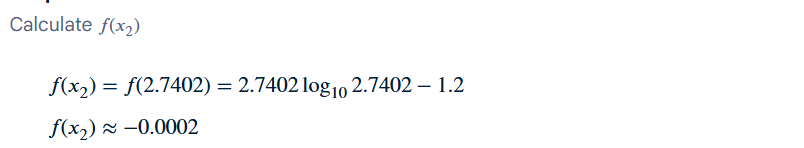 Calculate f(x₂)
f(x₂) = f(2.7402) = 2.7402 log₁₀ 2.7402 − 1.2
f(x₂) ≈ −0.0002